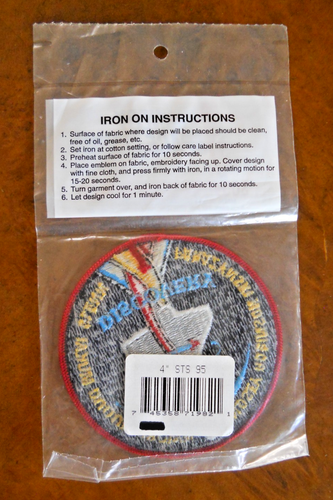 IRON ON INSTRUCTIONS
1. Surface of fabric where design will be placed should be clean,
free of oil, grease, etc.
2. Set iron at cotton setting, or follow care label instructions.
3. Preheat surface of fabric for 10 seconds.
4. Place emblem on fabric, embroidery facing up. Cover design
with fine cloth, and press firmly with iron, in a rotating motion for
15-20 seconds.
5. Turn garment over, and iron back of fabric for 10 seconds.
6. Let design cool for 1 minute.
4" STS 95
7 45358 71982 1